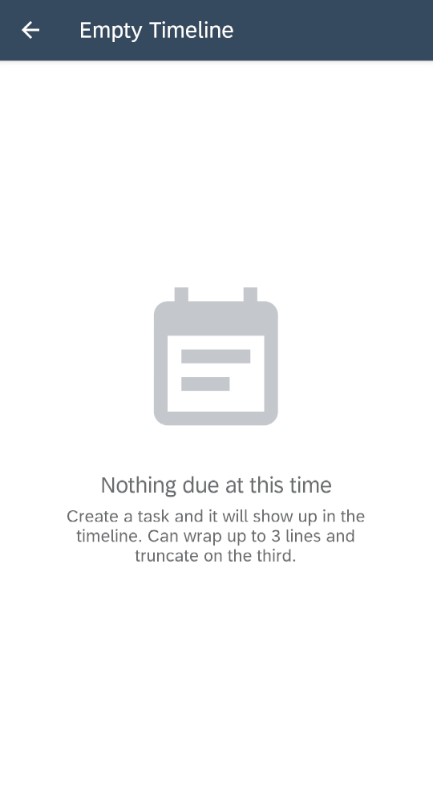 Empty Timeline
Nothing due at this time
Create a task and it will show up in the
timeline. Can wrap up to 3 lines and
truncate on the third.